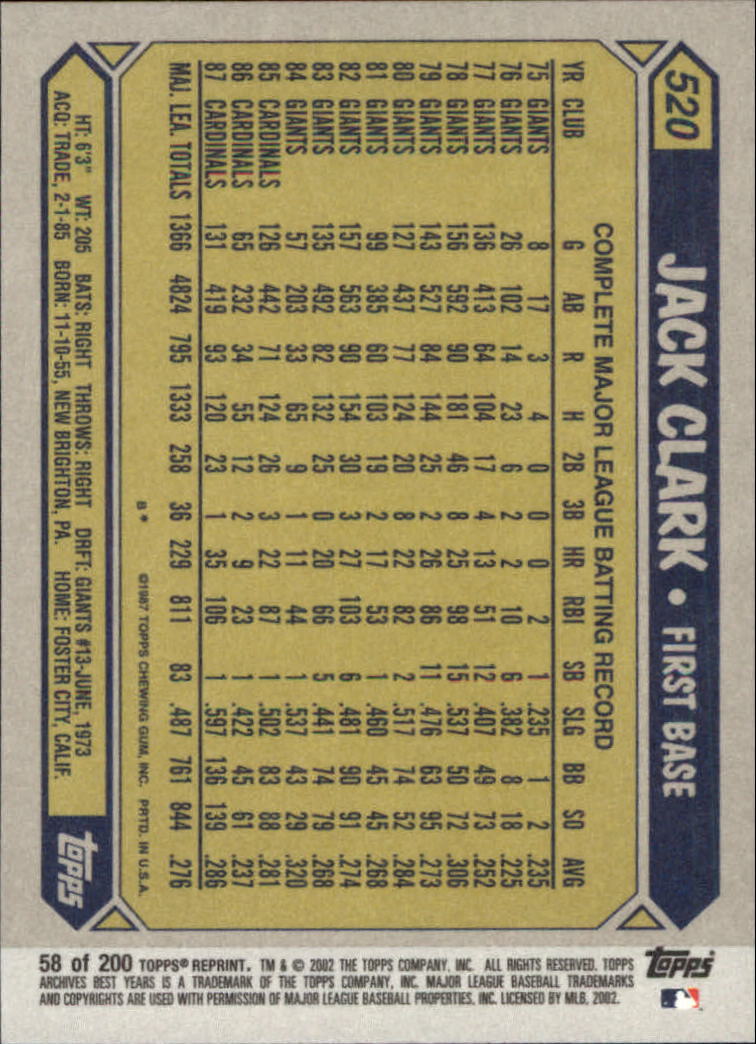 520 JACK CLARK • FIRST BASE
COMPLETE MAJOR LEAGUE BATTING RECORD
YR CLUB G AB R H 2B 3B HR RBI SB SLG BB SO AVG
75 GIANTS 8 17 3 4 0 0 0 2 1 .235 1 2 .235
76 GIANTS 26 102 14 23 6 2 2 10 6 .382 8 18 .225
77 GIANTS 136 413 64 104 17 4 13 51 12 .407 49 73 .252
78 GIANTS 156 592 90 181 46 8 25 98 15 .537 50 72 .306
79 GIANTS 143 527 84 144 25 2 26 86 11 .476 63 95 .273
80 GIANTS 127 437 77 124 20 8 22 82 2 .517 74 52 .284
81 GIANTS 99 385 60 103 19 2 17 53 1 .460 45 45 .268
82 GIANTS 157 563 90 154 30 3 27 103 6 .481 90 91 .274
83 GIANTS 135 492 82 132 25 0 20 66 5 .441 74 79 .268
84 GIANTS 57 203 33 65 9 1 11 44 1 .537 43 29 .320
85 CARDINALS 126 442 71 124 26 3 22 87 1 .502 83 88 .281
86 CARDINALS 65 232 34 55 12 2 9 23 1 .422 45 61 .237
87 CARDINALS 131 419 93 120 23 1 35 106 1 .597 136 139 .286
MAJ. LEA. TOTALS 1366 4824 795 1333 258 36 229 811 83 .487 761 844 .276
B* ©1987 TOPPS CHEWING GUM, INC. PRTD. IN U.S.A.
HT: 6'3" WT: 205 BATS: RIGHT THROWS: RIGHT DRFT: GIANTS #13-JUNE, 1973
ACQ: TRADE, 2-1-85 BORN: 11-10-55, NEW BRIGHTON, PA. HOME: FOSTER CITY, CALIF.
topps
58 of 200 TOPPS® REPRINT. TM & © 2002 THE TOPPS COMPANY, INC. ALL RIGHTS RESERVED. TOPPS
ARCHIVES BEST YEARS IS A TRADEMARK OF THE TOPPS COMPANY, INC. MAJOR LEAGUE BASEBALL TRADEMARKS
AND COPYRIGHTS ARE USED WITH PERMISSION OF MAJOR LEAGUE BASEBALL PROPERTIES, INC. LICENSED BY MLB, 2002.
topps